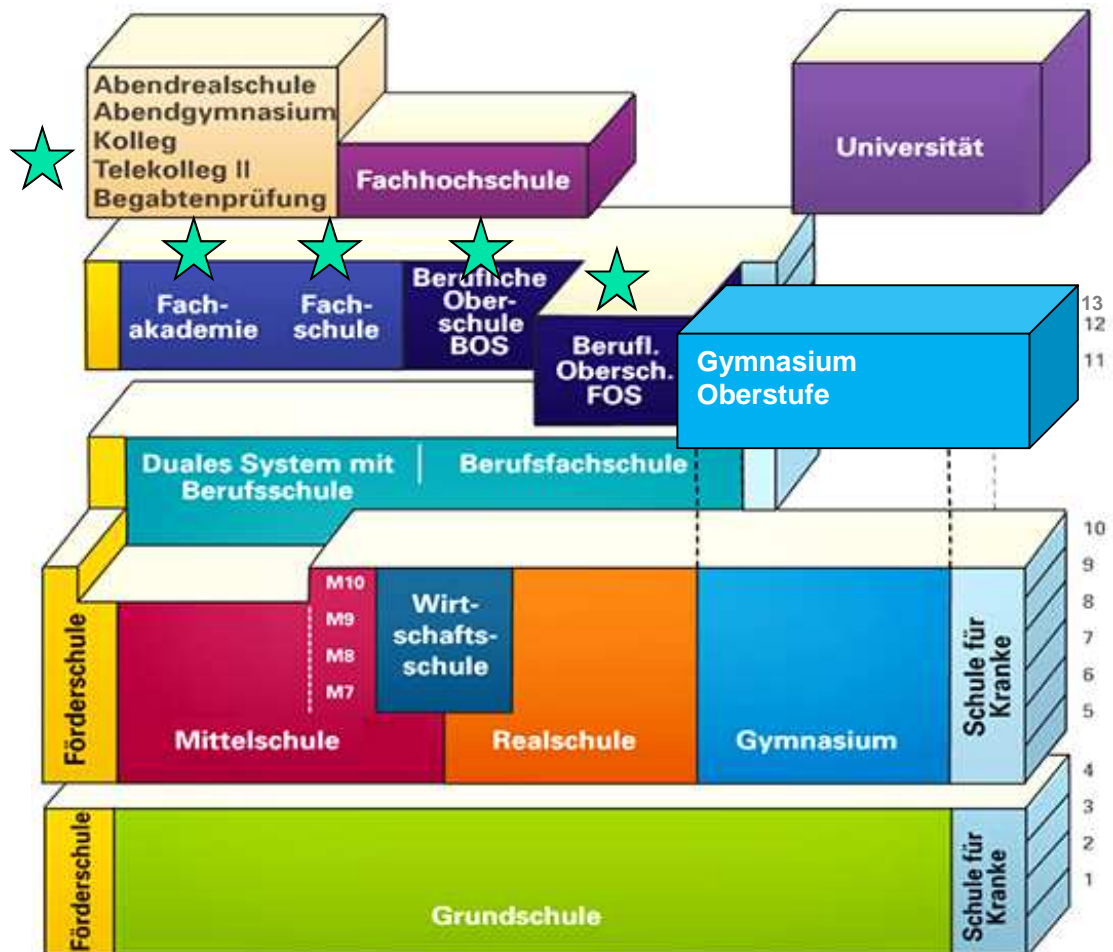 Abendrealschule
Abendgymnasium
Kolleg
Telekolleg II
Begabtenprüfung
Fachhochschule
Universität
Fach-
akademie
Fach-
schule
Berufliche
Ober-
schule
BOS
Berufl.
Obersch.
FOS
Gymnasium
Oberstufe
13
12
11
Duales System mit
Berufsschule
Berufsfachschule
10
9
8
7
6
5
Förderschule
M10
M9
M8
M7
Mittelschule
Wirt-
schafts-
schule
Realschule
Gymnasium
Schule für
Kranke
4
3
2
1
Förderschule
Grundschule
Schule für
Kranke